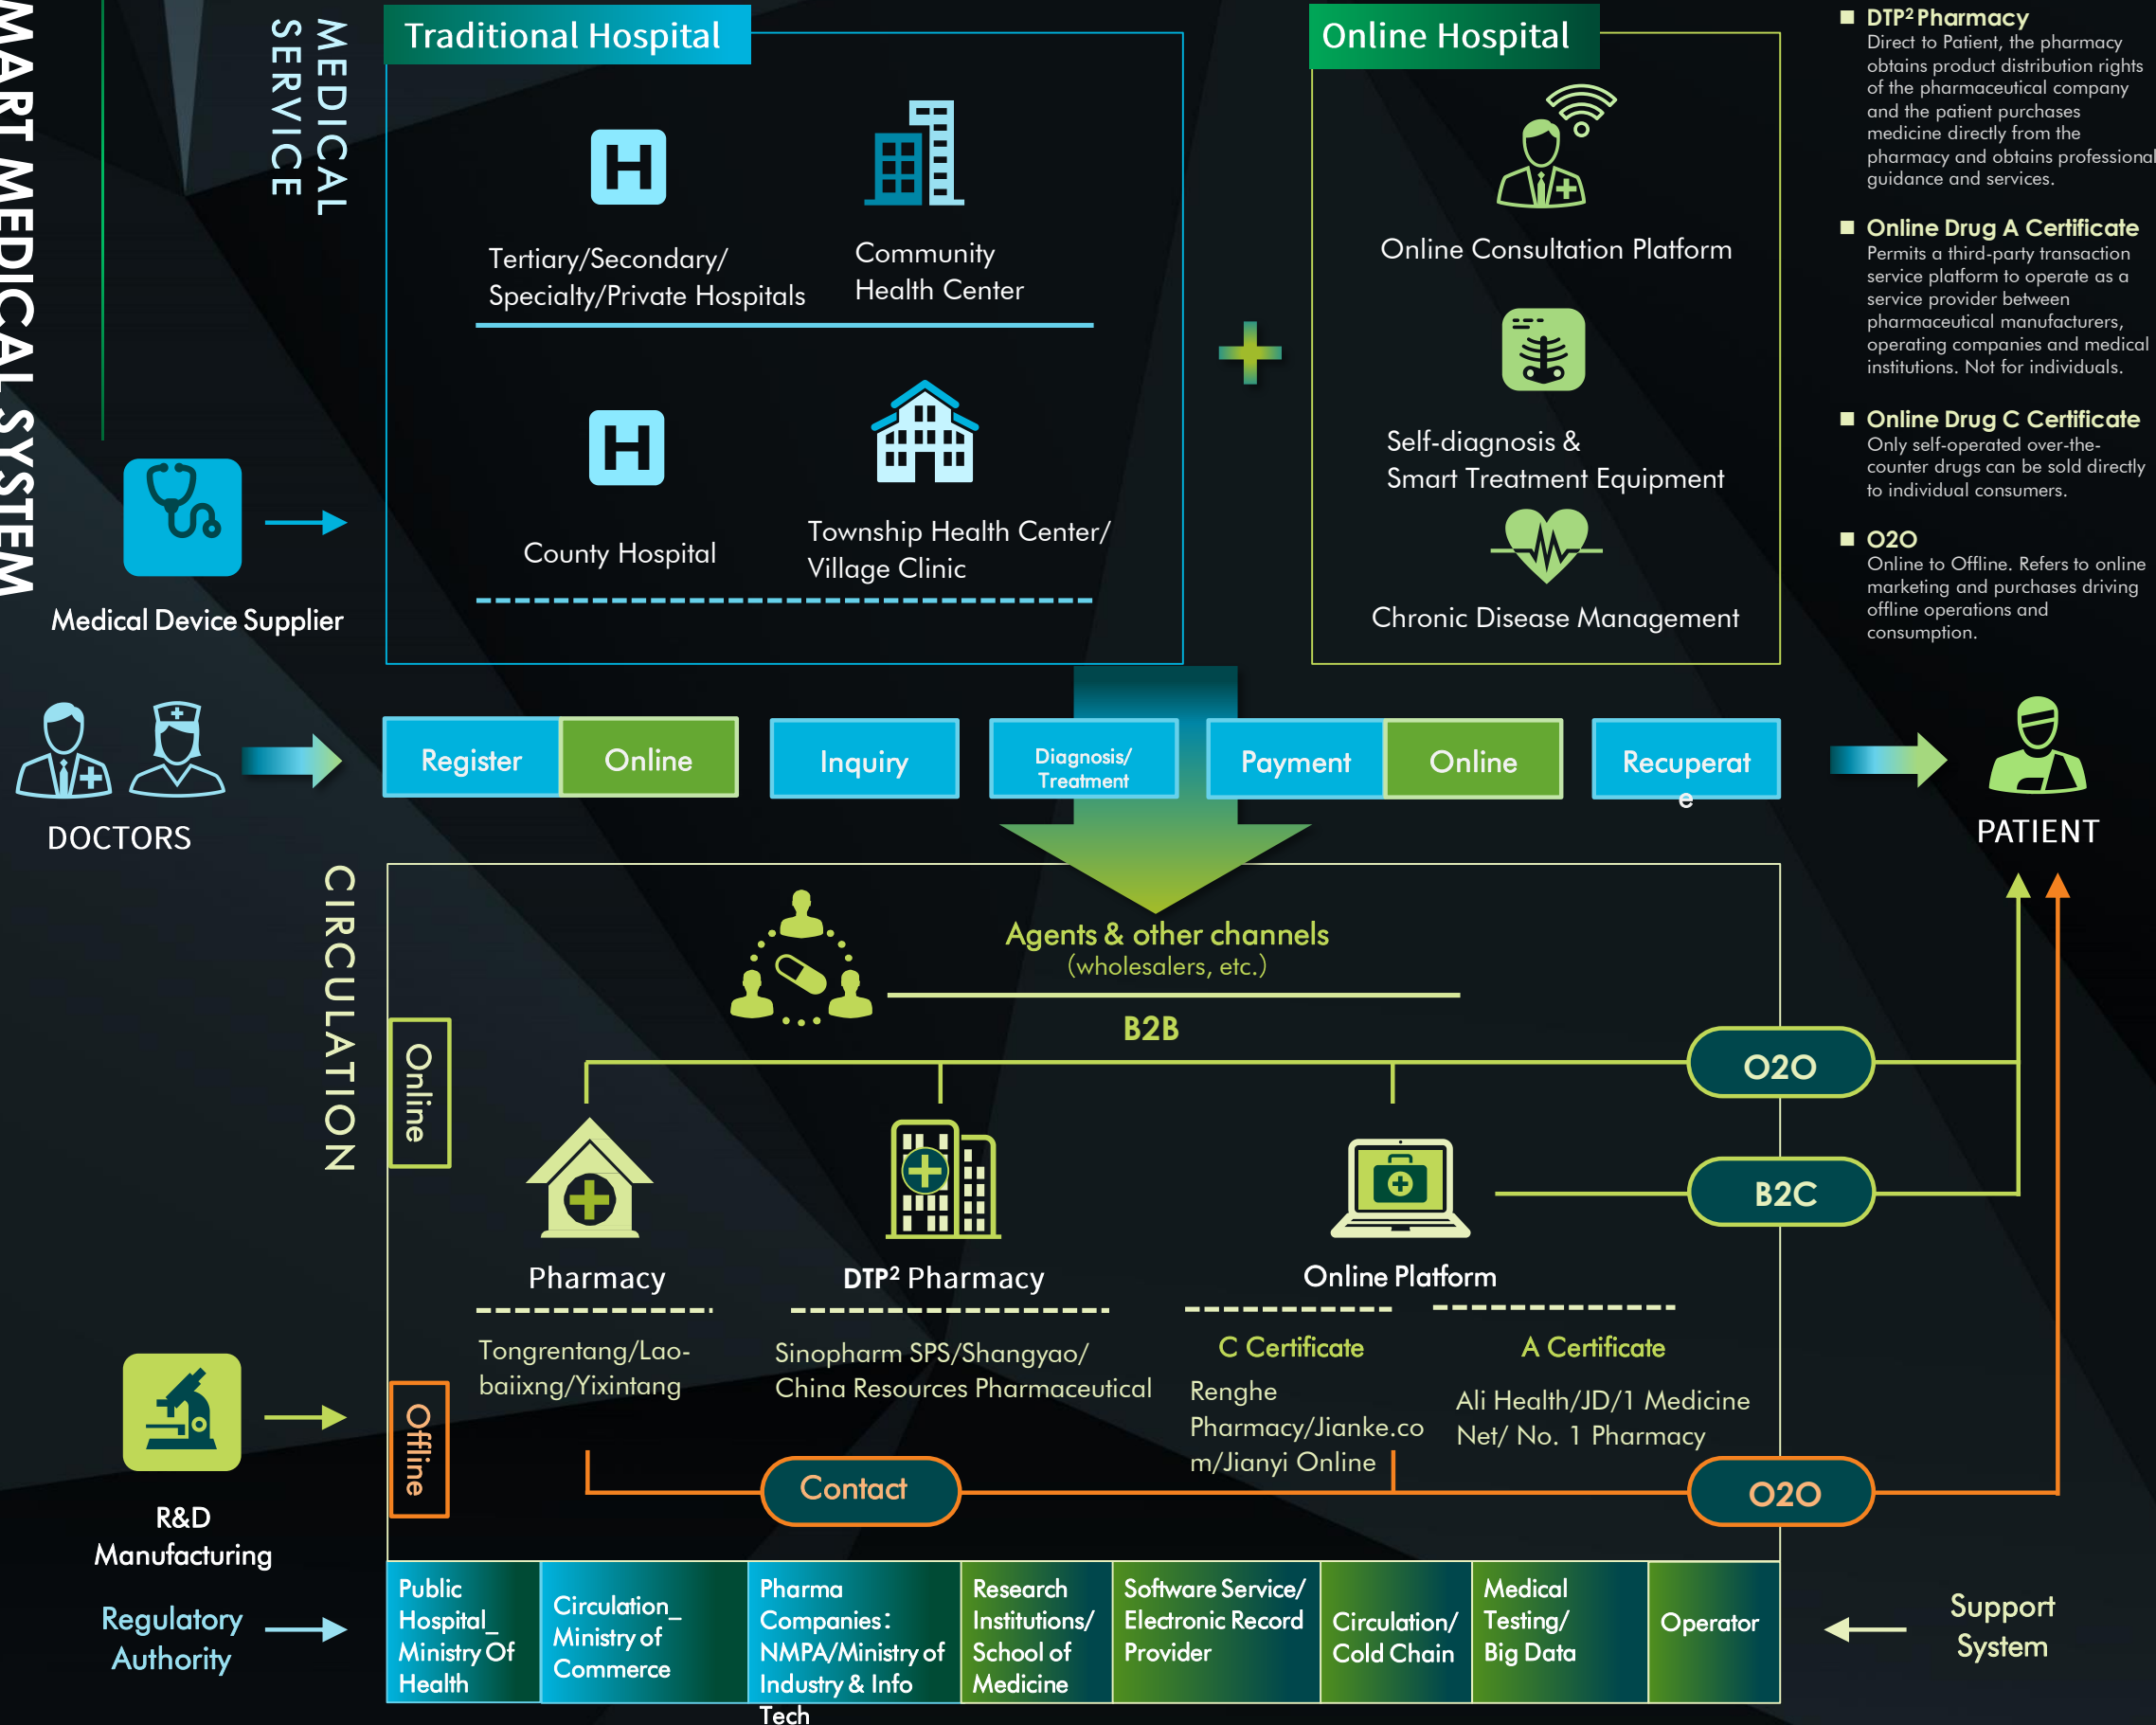 MART MEDICAL SYSTEM
MEDICAL
SERVICE
Traditional Hospital
Tertiary/Secondary/
Specialty/Private Hospitals
Community
Health Center
County Hospital
Township Health Center/
Village Clinic
Online Hospital
Online Consultation Platform
Self-diagnosis &
Smart Treatment Equipment
Chronic Disease Management
DTP² Pharmacy
Direct to Patient, the pharmacy
obtains product distribution rights
of the pharmaceutical company
and the patient purchases
medicine directly from the
pharmacy and obtains professional
guidance and services.
Online Drug A Certificate
Permits a third-party transaction
service platform to operate as a
service provider between
pharmaceutical manufacturers,
operating companies and medical
institutions. Not for individuals.
Online Drug C Certificate
Only self-operated over-the-
counter drugs can be sold directly
to individual consumers.
O2O
Online to Offline. Refers to online
marketing and purchases driving
offline operations and
consumption.
Medical Device Supplier
DOCTORS
Register
Online
Inquiry
Diagnosis/
Treatment
Payment
Online
Recuperat
e
PATIENT
CIRCULATION
Agents & other channels
(wholesalers, etc.)
B2B
Online
O2O
B2C
Pharmacy
Tongrentang/Lao-
baiixng/Yixintang
DTP² Pharmacy
Sinopharm SPS/Shangyao/
China Resources Pharmaceutical
Online Platform
C Certificate
Renghe
Pharmacy/Jianke.co
m/Jianyi Online
A Certificate
Ali Health/JD/1 Medicine
Net/ No. 1 Pharmacy
Offline
Contact
O2O
R&D
Manufacturing
Regulatory
Authority
Public
Hospital_
Ministry Of
Health
Circulation_
Ministry of
Commerce
Pharma
Companies:
NMPA/Ministry of
Industry & Info
Tech
Research
Institutions/
School of
Medicine
Software Service/
Electronic Record
Provider
Circulation/
Cold Chain
Medical
Testing/
Big Data
Operator
Support
System